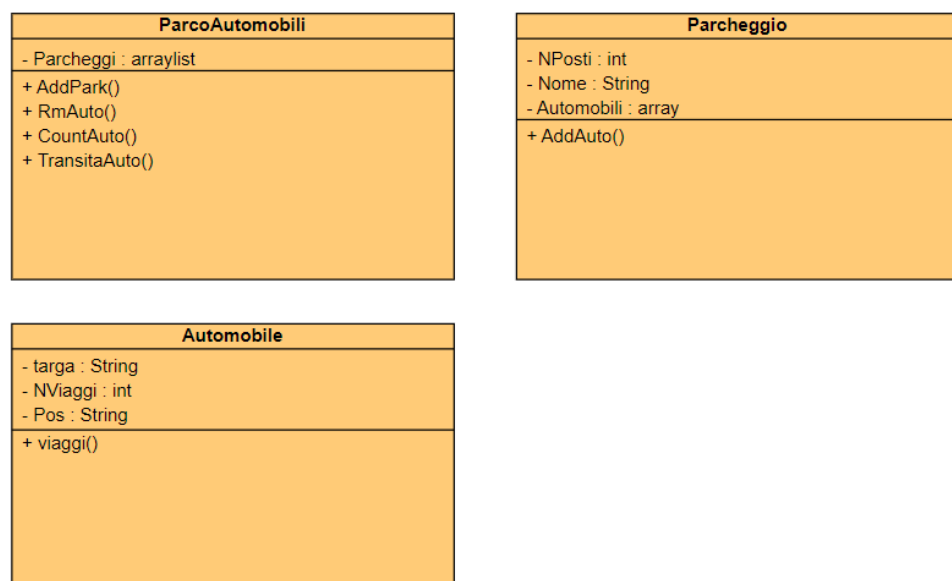 ParcoAutomobili
- Parcheggi : arraylist
+ AddPark()
+ RmAuto()
+ CountAuto()
+ TransitaAuto()
Parcheggio
- NPosti : int
- Nome : String
- Automobili : array
+ AddAuto()
Automobile
- targa : String
- NViaggi : int
- Pos : String
+ viaggi()